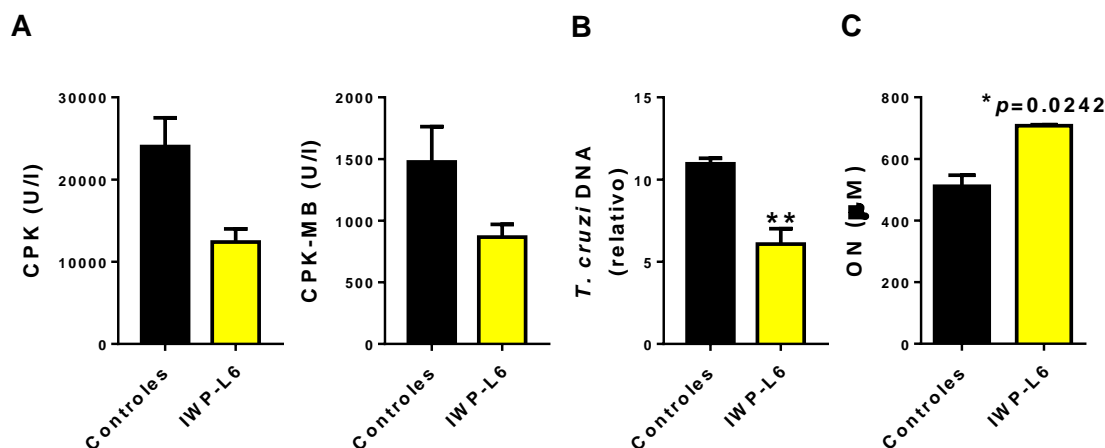 A
B
C
CPK (U/l)
30000
20000
10000
0
Controles
IWP-L6
CPK-MB (U/l)
2000
1500
1000
500
0
Controles
IWP-L6
T. cruzi DNA
(relativo)
15
10
5
0
**
Controles
IWP-L6
ON (µM)
800
600
400
200
0
*p=0.0242
Controles
IWP-L6